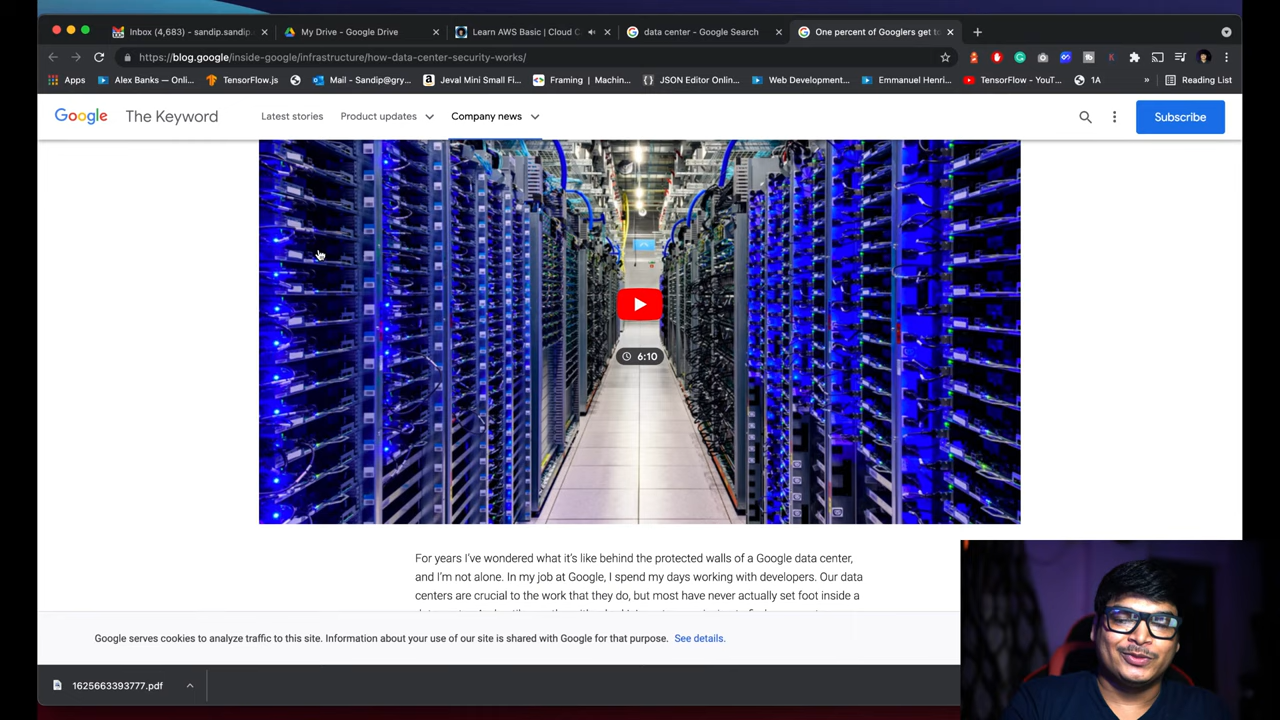 Inbox (4,683) - sandip.sandip.
My Drive - Google Drive
Learn AWS Basic | Cloud C
data center - Google Search
One percent of Googlers get to
https://blog.google/inside-google/infrastructure/how-data-center-security-works/
Apps
Alex Banks — Onli...
TensorFlow.js
Mail - Sandip@gry...
Jeval Mini Small Fi...
Framing | Machin...
JSON Editor Onlin...
Web Development...
Emmanuel Henri...
TensorFlow - YouT...
1A
»
Reading List
Google The Keyword
Latest stories
Product updates
Company news
Subscribe
6:10
For years I've wondered what it's like behind the protected walls of a Google data center,
and I'm not alone. In my job at Google, I spend my days working with developers. Our data
centers are crucial to the work that they do, but most have never actually set foot inside a
Google serves cookies to analyze traffic to this site. Information about your use of our site is shared with Google for that purpose. See details.
1625663393777.pdf